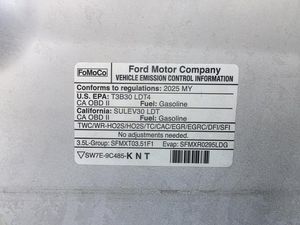 FoMoCo
Ford Motor Company
VEHICLE EMISSION CONTROL INFORMATION
Conforms to regulations: 2025 MY
U.S. EPA: T3B30 LDT4
CA OBD II Fuel: Gasoline
California: SULEV30 LDT
CA OBD II Fuel: Gasoline
TWC/WR-HO2S/HO2S/TC/CAC/EGR/EGRC/DFI/SFI
No adjustments needed.
3.5L-Group: SFMXT03.51F1 Evap: SFMXR0295LDG
SW7E-9C485-KNT